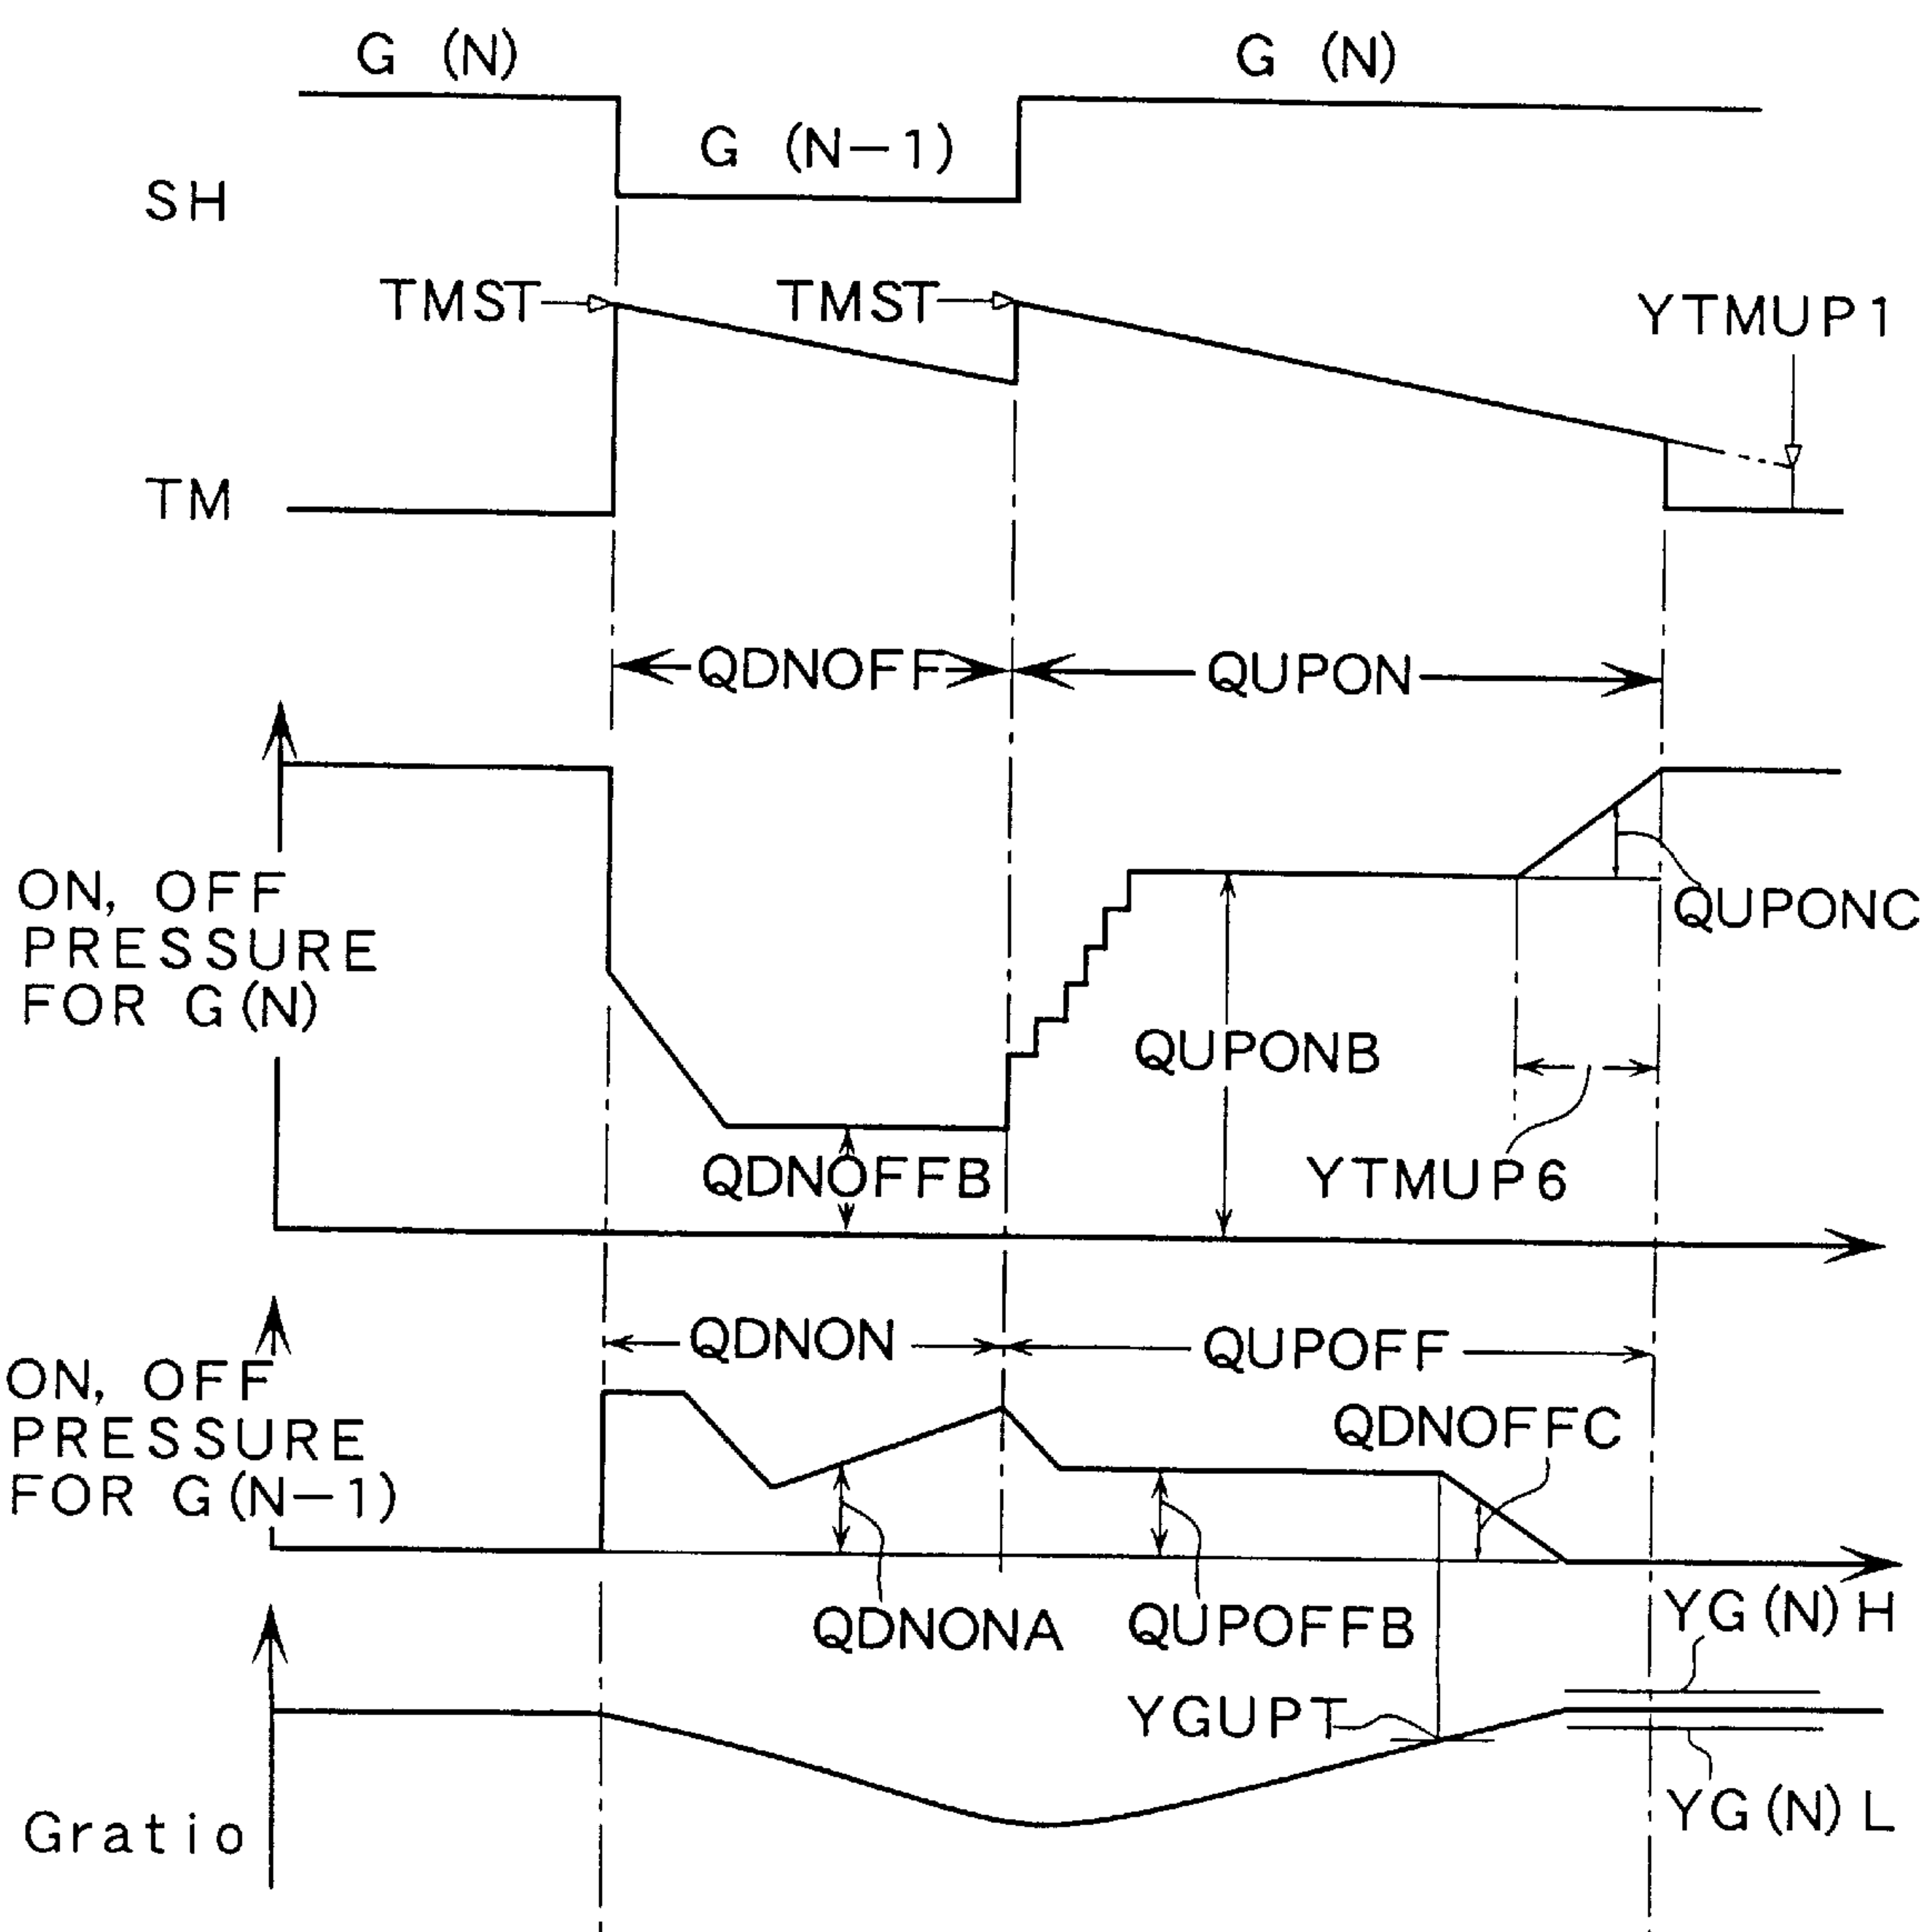 G (N)
G (N)
G (N-1)
SH
TMST
TMST
YTMUP1
TM
QDNOFF
QUPON
ON, OFF
PRESSURE
FOR G(N)
QUPONC
QUPONB
QDNOFFB
YTMUP6
QDNON
QUPOFF
ON, OFF
PRESSURE
FOR G(N-1)
QDNOFFC
QDNONA
QUPOFFB
YG(N)H
YGUPT
YG(N)L
Gratio